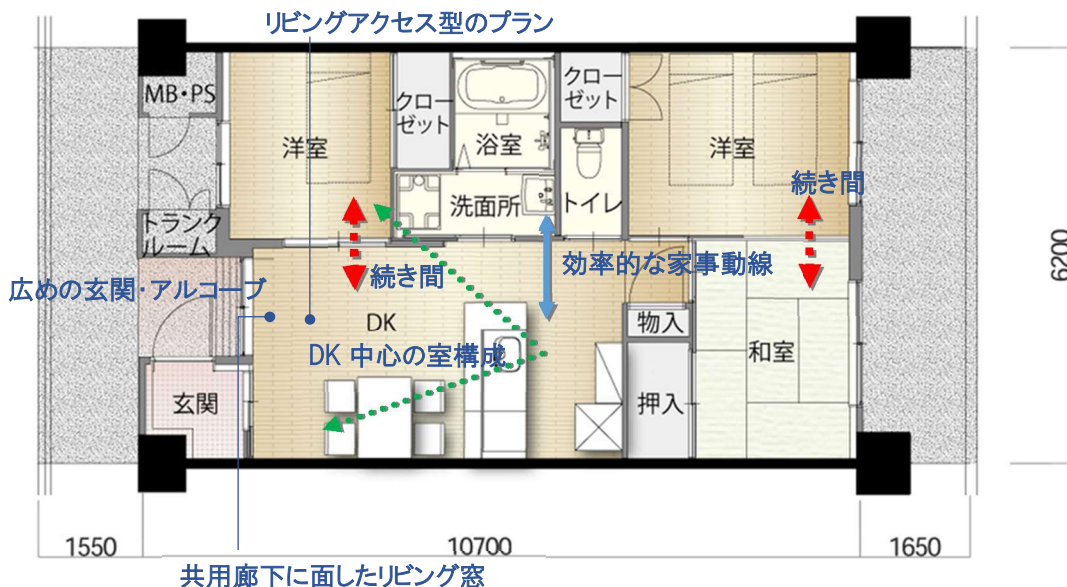 リビングアクセス型のプラン
MB・PS
洋室
クロー
ゼット
浴室
クロー
ゼット
洋室
洗面所
トイレ
続き間
トランク
ルーム
効率的な家事動線
続き間
広めの玄関・アルコーブ
6200
DK
物入
DK 中心の室構成
和室
玄関
押入
1550
10700
1650
共用廊下に面したリビング窓